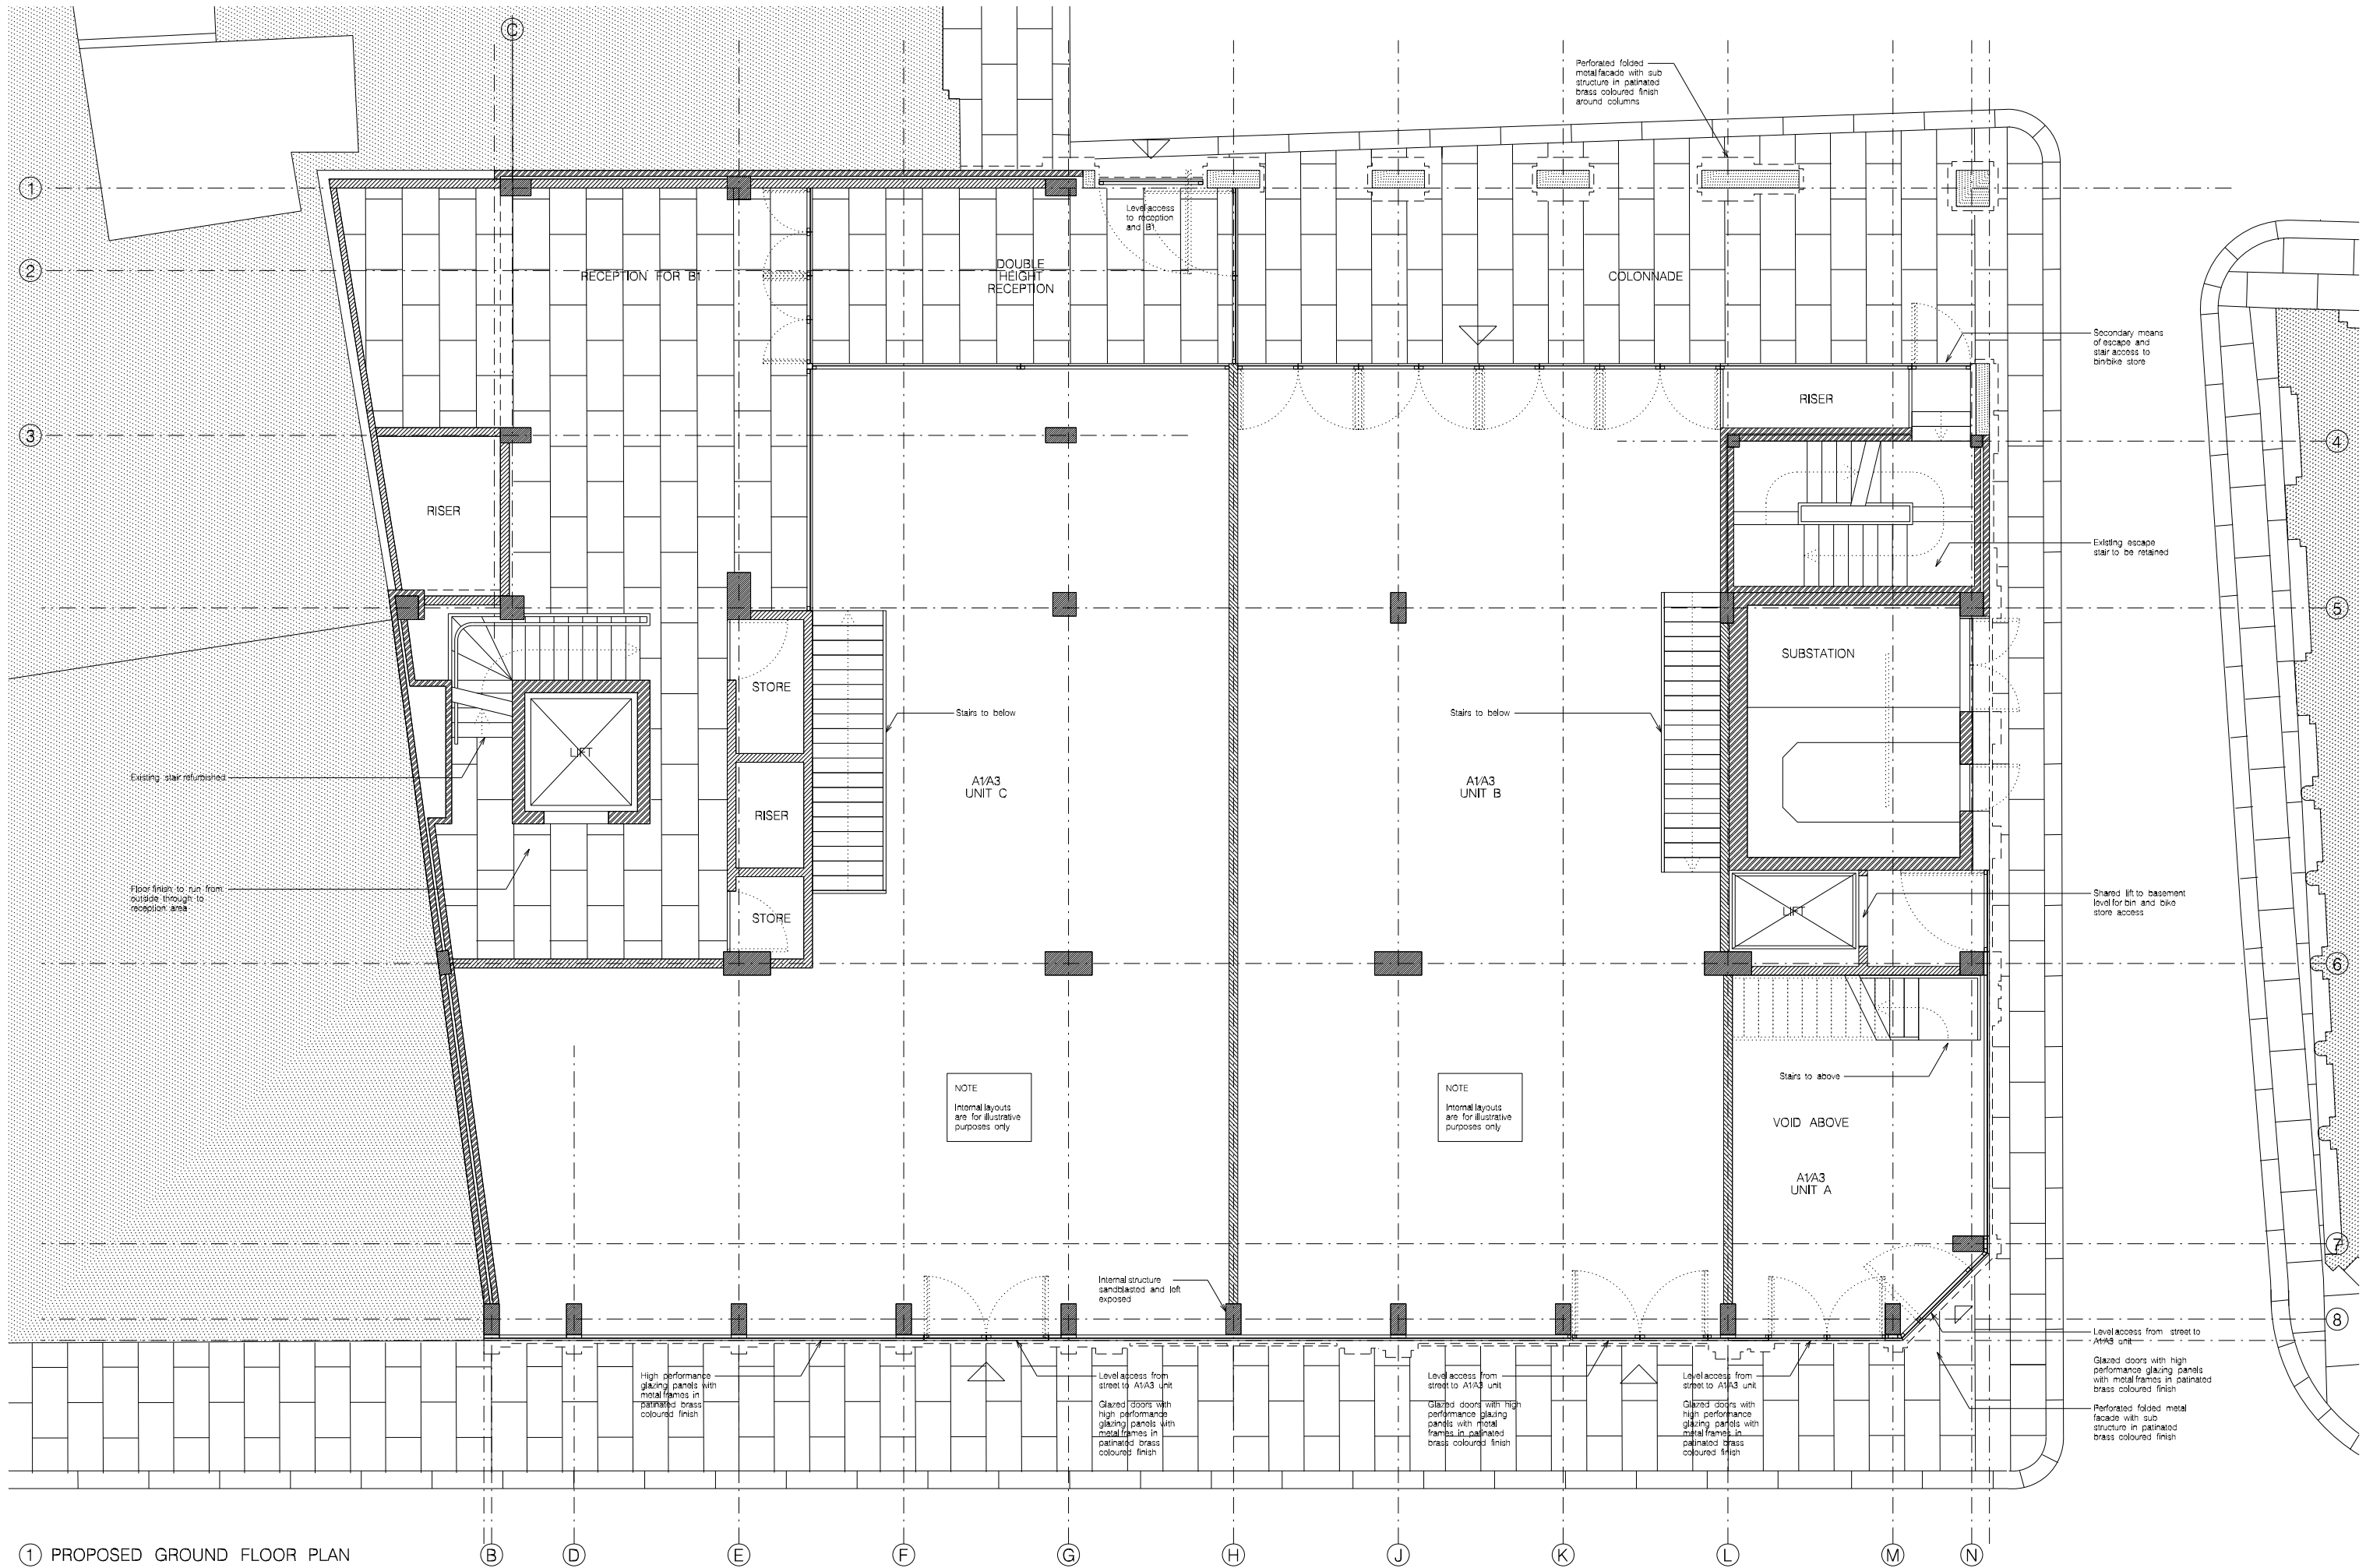 C
Perforated folded
metal facade with sub
structure in patinated
brass coloured finish
around columns
1
Level access
to reception
and B1.
2
RECEPTION FOR B1
DOUBLE
HEIGHT
RECEPTION
COLONNADE
Secondary means
of escape and
stair access to
bin/bike store
RISER
3
4
RISER
Existing escape
stair to be retained
5
SUBSTATION
STORE
Stairs to below
Stairs to below
LIFT
Existing stair refurbished
A1/A3
UNIT C
A1/A3
UNIT B
RISER
Floor finish to run from
outside through to
reception area
STORE
LIFT
Shared lift to basement
level for bin and bike
store access
6
NOTE
Internal layouts
are for illustrative
purposes only
NOTE
Internal layouts
are for illustrative
purposes only
Stairs to above
VOID ABOVE
A1/A3
UNIT A
7
Internal structure
sandblasted and left
exposed
8
Level access from street to
A1/A3 unit
Glazed doors with high
performance glazing panels
with metal frames in patinated
brass coloured finish
High performance
glazing panels with
metal frames in
patinated brass
coloured finish
Level access from
street to A1/A3 unit
Glazed doors with
high performance
glazing panels with
metal frames in
patinated brass
coloured finish
Level access from
street to A1/A3 unit
Glazed doors with high
performance glazing
panels with metal
frames in patinated
brass coloured finish
Level access from
street to A1/A3 unit
Glazed doors with
high performance
glazing panels with
metal frames in
patinated brass
coloured finish
Perforated folded metal
facade with sub
structure in patinated
brass coloured finish
1 PROPOSED GROUND FLOOR PLAN
B
D
E
F
G
H
J
K
L
M
N